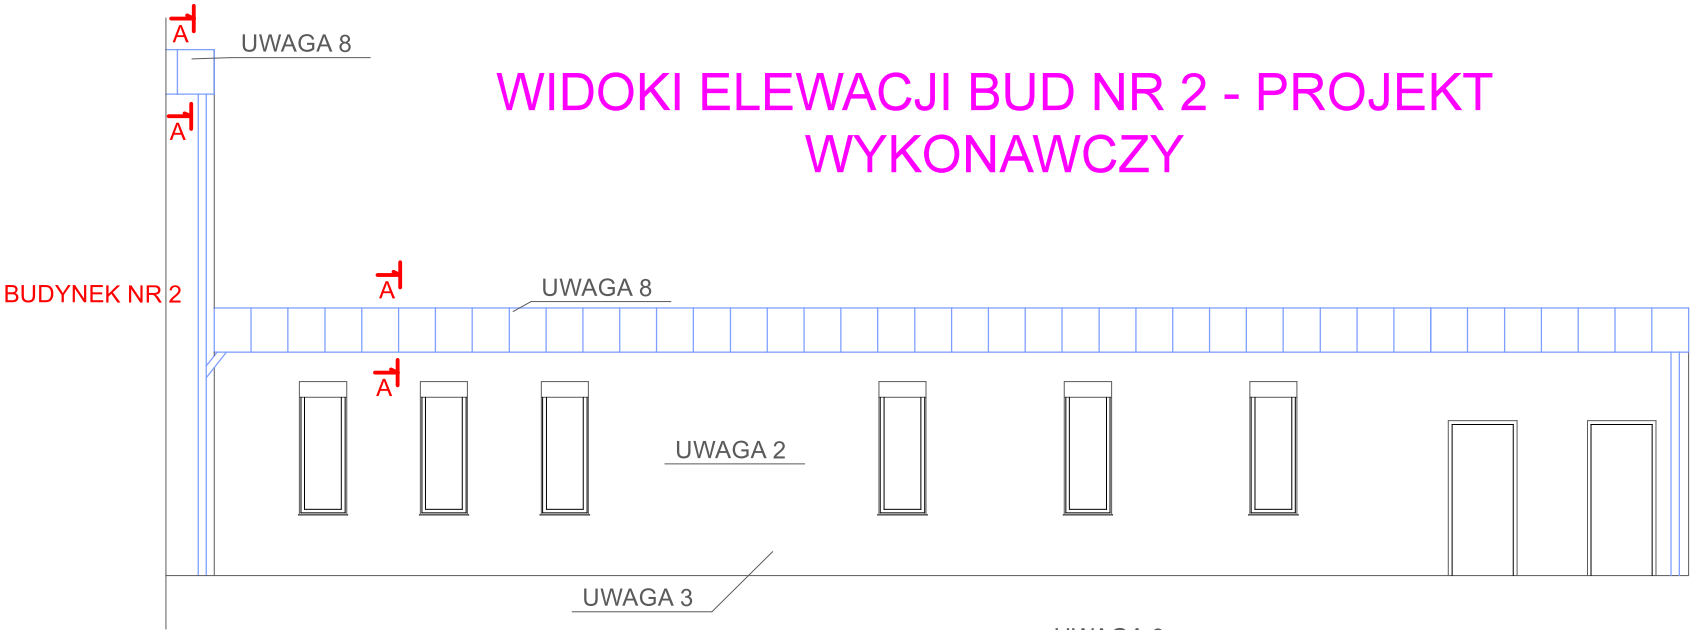 A
UWAGA 8
WIDOKI ELEWACJI BUD NR 2 - PROJEKT
WYKONAWCZY
A
BUDYNEK NR 2
A
UWAGA 8
A
UWAGA 2
UWAGA 3